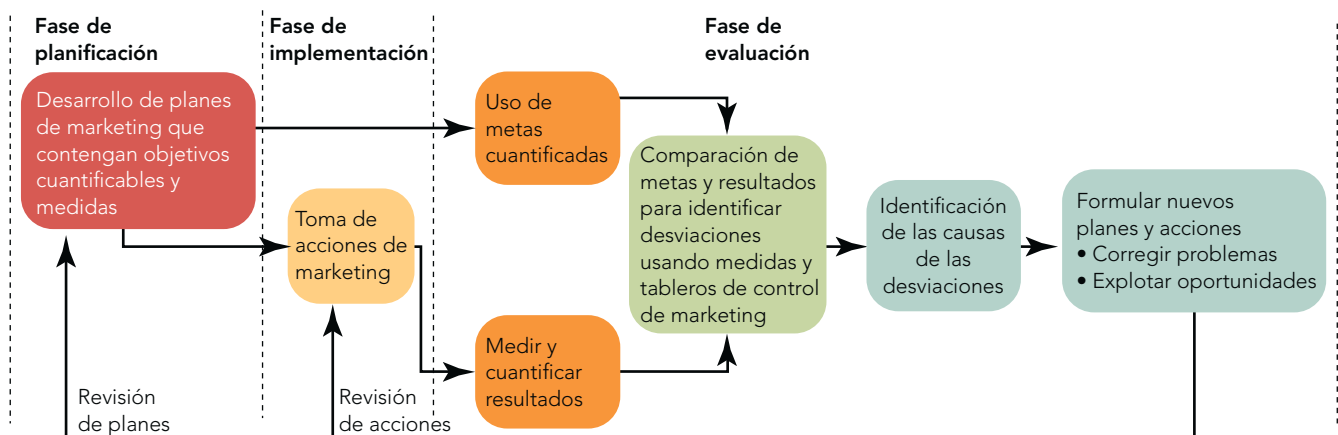 Fase de
planificación
Desarrollo de planes
de marketing que
contengan objetivos
cuantificables y
medidas
Revisión
de planes
Fase de
implementación
Toma de
acciones de
marketing
Revisión
de acciones
Fase de
evaluación
Uso de
metas
cuantificadas
Medir y
cuantificar
resultados
Comparación de
metas y resultados
para identificar
desviaciones
usando medidas y
tableros de control
de marketing
Identificación
de las causas
de las
desviaciones
Formular nuevos
planes y acciones
• Corregir problemas
• Explotar oportunidades